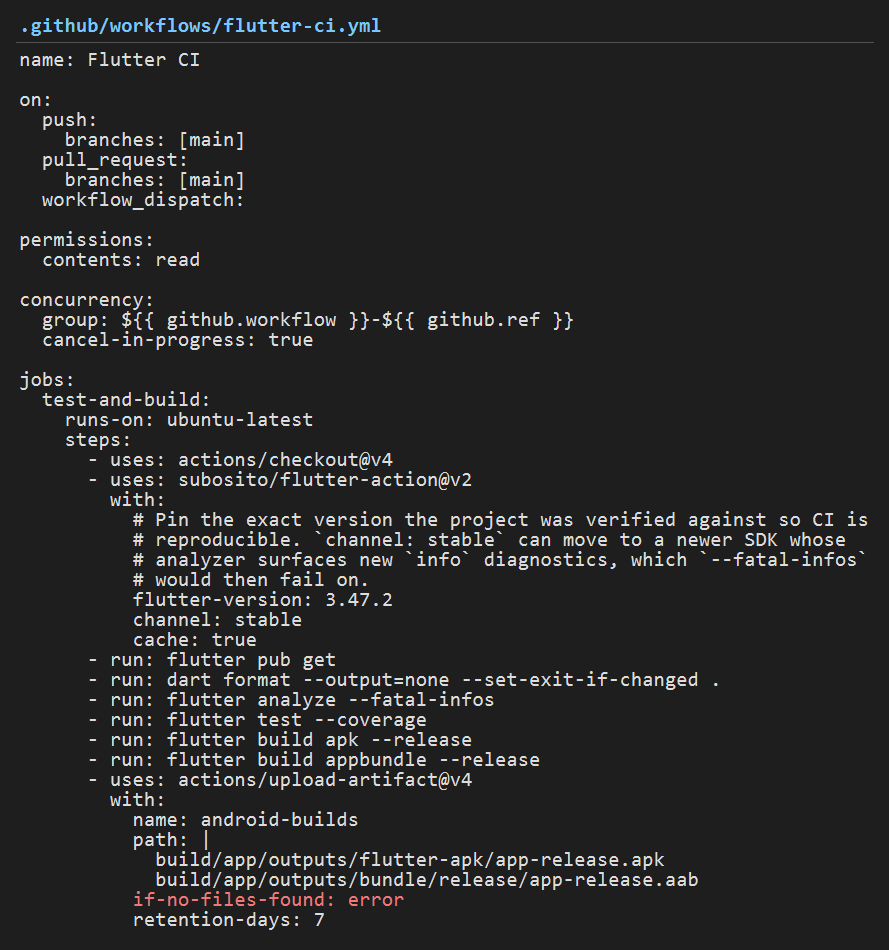 .github/workflows/flutter-ci.yml
name: Flutter CI

on:
  push:
    branches: [main]
  pull_request:
    branches: [main]
  workflow_dispatch:

permissions:
  contents: read

concurrency:
  group: ${{ github.workflow }}-${{ github.ref }}
  cancel-in-progress: true

jobs:
  test-and-build:
    runs-on: ubuntu-latest
    steps:
      - uses: actions/checkout@v4
      - uses: subosito/flutter-action@v2
        with:
          # Pin the exact version the project was verified against so CI is
          # reproducible. `channel: stable` can move to a newer SDK whose
          # analyzer surfaces new `info` diagnostics, which `--fatal-infos`
          # would then fail on.
          flutter-version: 3.47.2
          channel: stable
          cache: true
      - run: flutter pub get
      - run: dart format --output=none --set-exit-if-changed .
      - run: flutter analyze --fatal-infos
      - run: flutter test --coverage
      - run: flutter build apk --release
      - run: flutter build appbundle --release
      - uses: actions/upload-artifact@v4
        with:
          name: android-builds
          path: |
            build/app/outputs/flutter-apk/app-release.apk
            build/app/outputs/bundle/release/app-release.aab
          if-no-files-found: error
          retention-days: 7